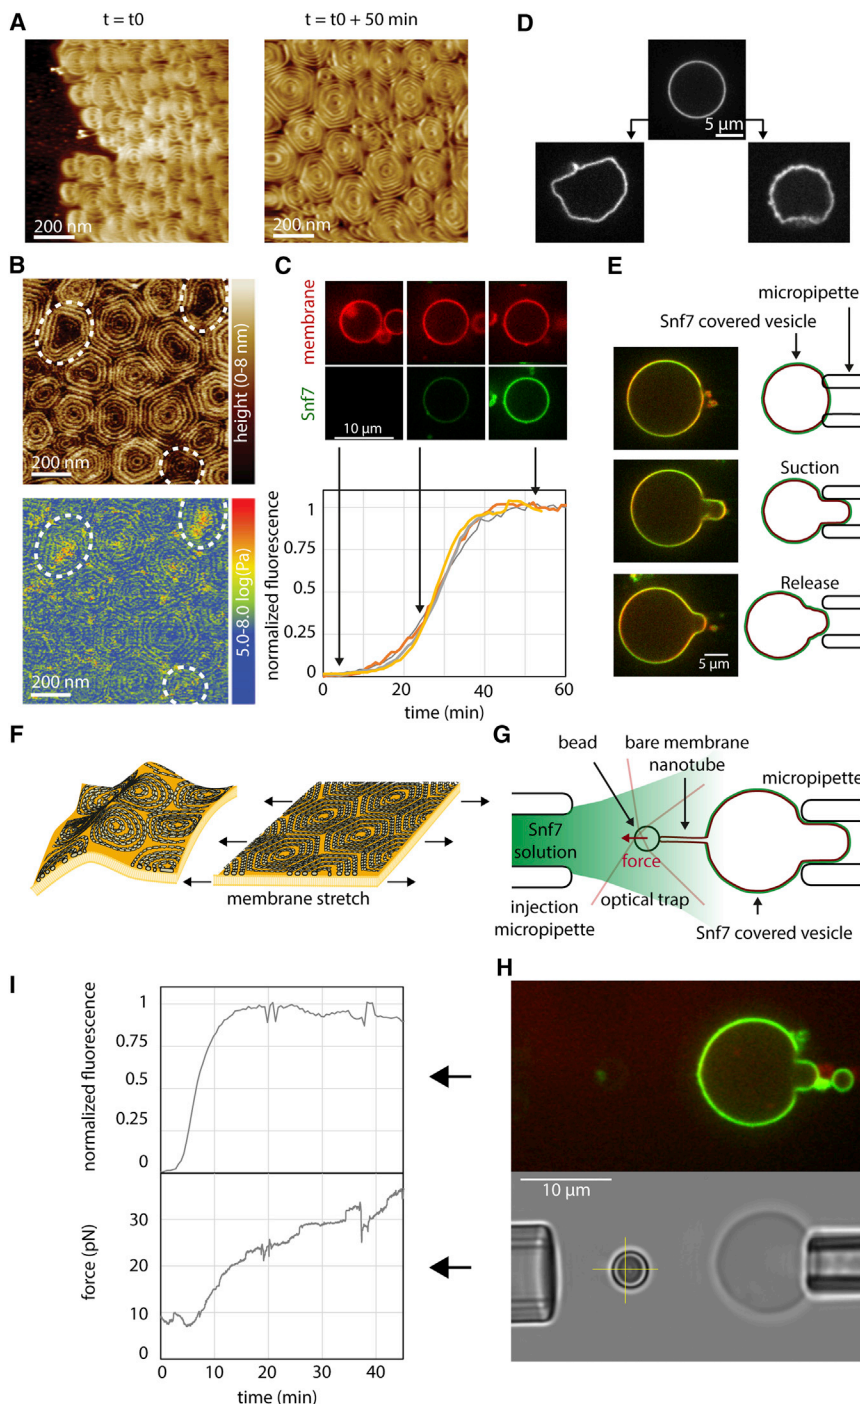 A
t = t0
t = t0 + 50 min
200 nm
200 nm
D
5 µm
B
height (0-8 nm)
200 nm
5.0-8.0 log(Pa)
200 nm
C
membrane
Snf7
10 µm
normalized fluorescence
1
0.75
0.5
0.25
0
0
20
40
60
time (min)
E
micropipette
Snf7 covered vesicle
Suction
Release
5 µm
F
membrane stretch
G
bead
bare membrane
nanotube
micropipette
Snf7
solution
force
injection
micropipette
optical trap
Snf7 covered vesicle
H
10 µm
I
normalized fluorescence
1
0.75
0.5
0.25
0
force (pN)
30
20
10
0
0
20
30
40
time (min)